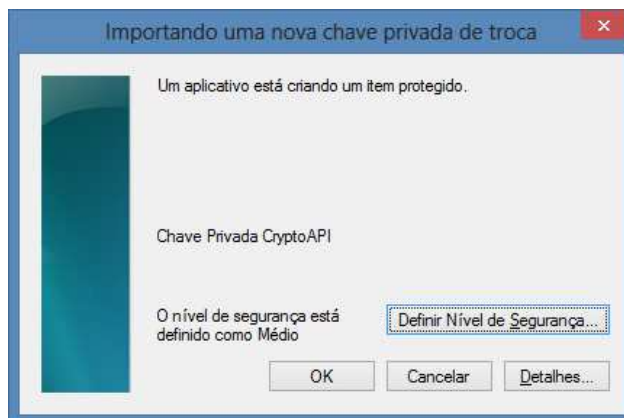 Importando uma nova chave privada de troca
Um aplicativo está criando um item protegido.
Chave Privada CryptoAPI
O nível de segurança está
definido como Médio
Definir Nível de Segurança...
OK
Cancelar
Detalhes...